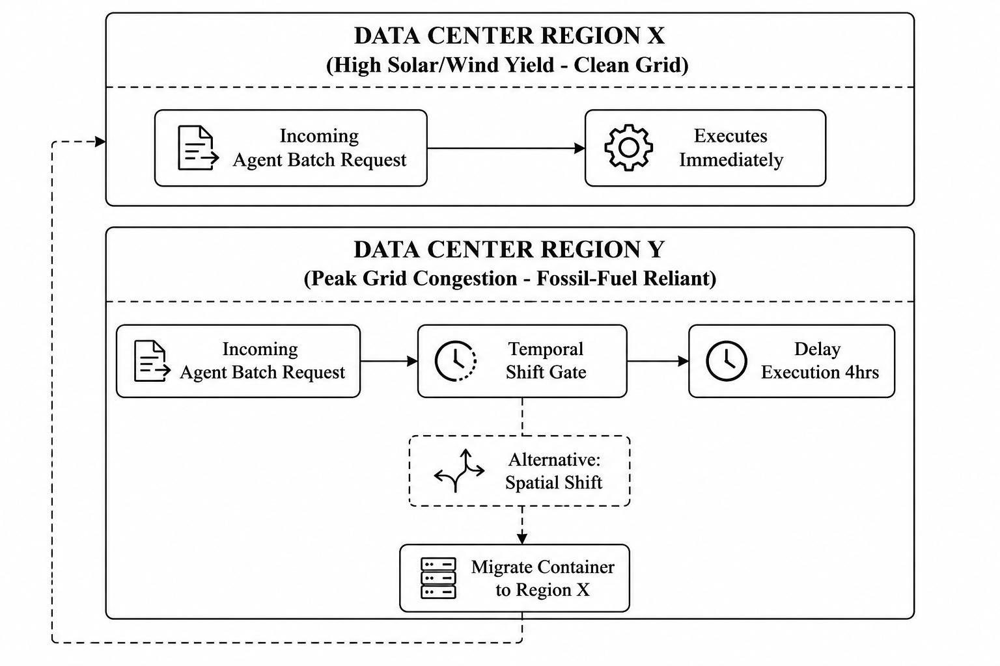 DATA CENTER REGION X
(High Solar/Wind Yield - Clean Grid)
Incoming
Agent Batch Request
Executes
Immediately
DATA CENTER REGION Y
(Peak Grid Congestion - Fossil-Fuel Reliant)
Incoming
Agent Batch Request
Temporal
Shift Gate
Delay
Execution 4hrs
Alternative:
Spatial Shift
Migrate Container
to Region X